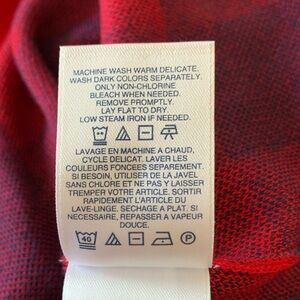 MACHINE WASH WARM DELICATE.
WASH DARK COLORS SEPARATELY.
ONLY NON-CHLORINE
BLEACH WHEN NEEDED.
REMOVE PROMPTLY.
LAY FLAT TO DRY.
LOW STEAM IRON IF NEEDED.
LAVAGE EN MACHINE A CHAUD,
CYCLE DELICAT. LAVER LES
COULEURS FONCÉES SEPAREMENT.
SI BESOIN, UTILISER DE LA JAVEL
SANS CHLORE ET NE PAS LAISSER
TREMPER VOTRE ARTICLE. SORTIR
RAPIDEMENT L'ARTICLE DU
LAVE-LINGE. SECHAGE A PLAT. SI
NECESSAIRE, REPASSER A VAPEUR
DOUCE.
40 P